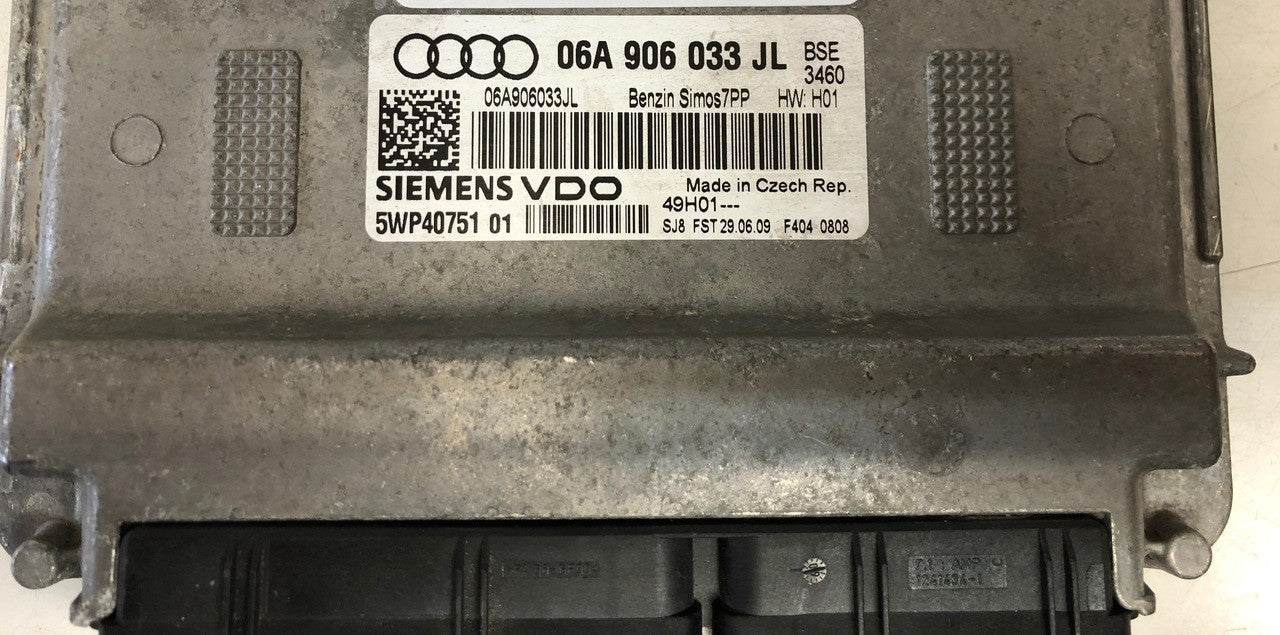 06A 906 033 JL BSE
3460
06A906033JL Benzin Simos7PP HW: H01
SIEMENS VDO Made in Czech Rep.
49H01---
5WP40751 01 SJ8 FST 29.06.09 F404 0808
AMP